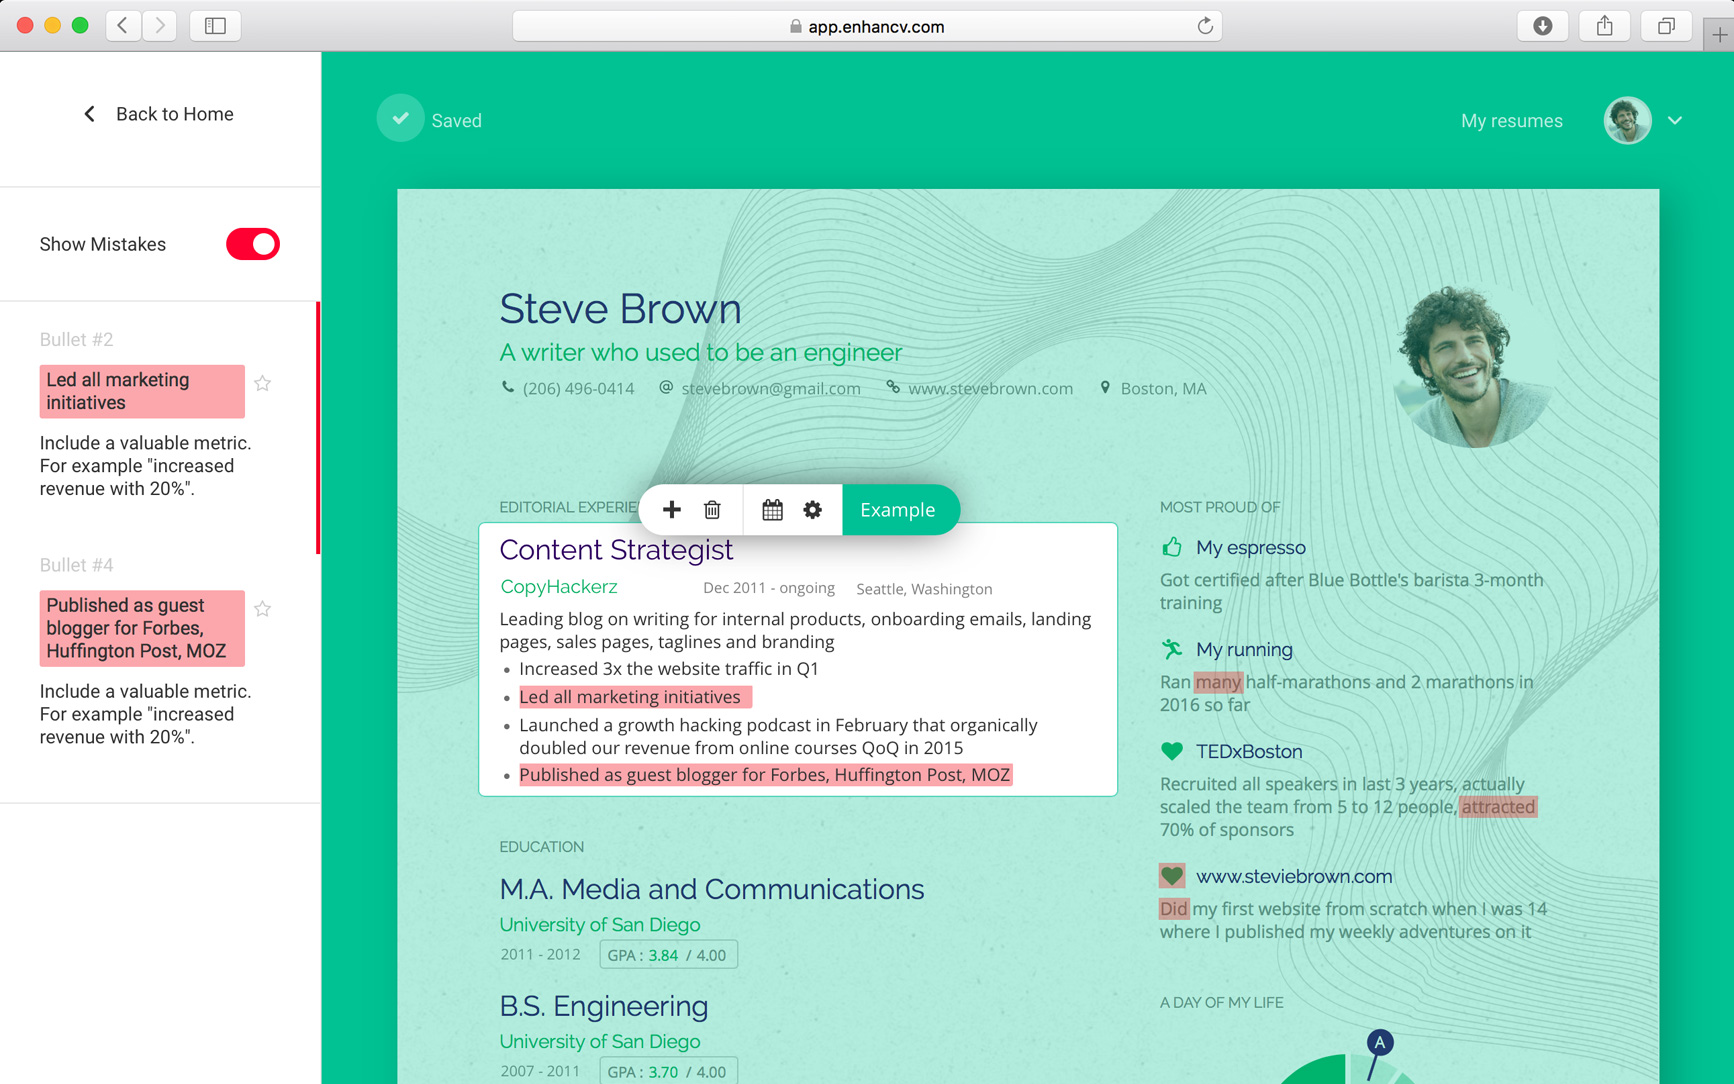 app.enhancv.com
Back to Home
Show Mistakes
Bullet #2
Led all marketing
initiatives
Include a valuable metric.
For example "increased
revenue with 20%".
Bullet #4
Published as guest
blogger for Forbes,
Huffington Post, MOZ
Include a valuable metric.
For example "increased
revenue with 20%".
Saved
My resumes
Steve Brown
A writer who used to be an engineer
(206) 496-0414 @ stevebrown@gmail.com www.stevebrown.com Boston, MA
EDITORIAL EXPERIE
Example
Content Strategist
CopyHackerz Dec 2011 - ongoing Seattle, Washington
Leading blog on writing for internal products, onboarding emails, landing
pages, sales pages, taglines and branding
• Increased 3x the website traffic in Q1
• Led all marketing initiatives
• Launched a growth hacking podcast in February that organically
doubled our revenue from online courses QoQ in 2015
• Published as guest blogger for Forbes, Huffington Post, MOZ
EDUCATION
M.A. Media and Communications
University of San Diego
2011 - 2012 GPA : 3.84 / 4.00
B.S. Engineering
University of San Diego
2007 - 2011 GPA : 3.70 / 4.00
MOST PROUD OF
My espresso
Got certified after Blue Bottle's barista 3-month
training
My running
Ran many half-marathons and 2 marathons in
2016 so far
TEDxBoston
Recruited all speakers in last 3 years, actually
scaled the team from 5 to 12 people, attracted
70% of sponsors
www.steviebrown.com
Did my first website from scratch when I was 14
where I published my weekly adventures on it
A DAY OF MY LIFE
A